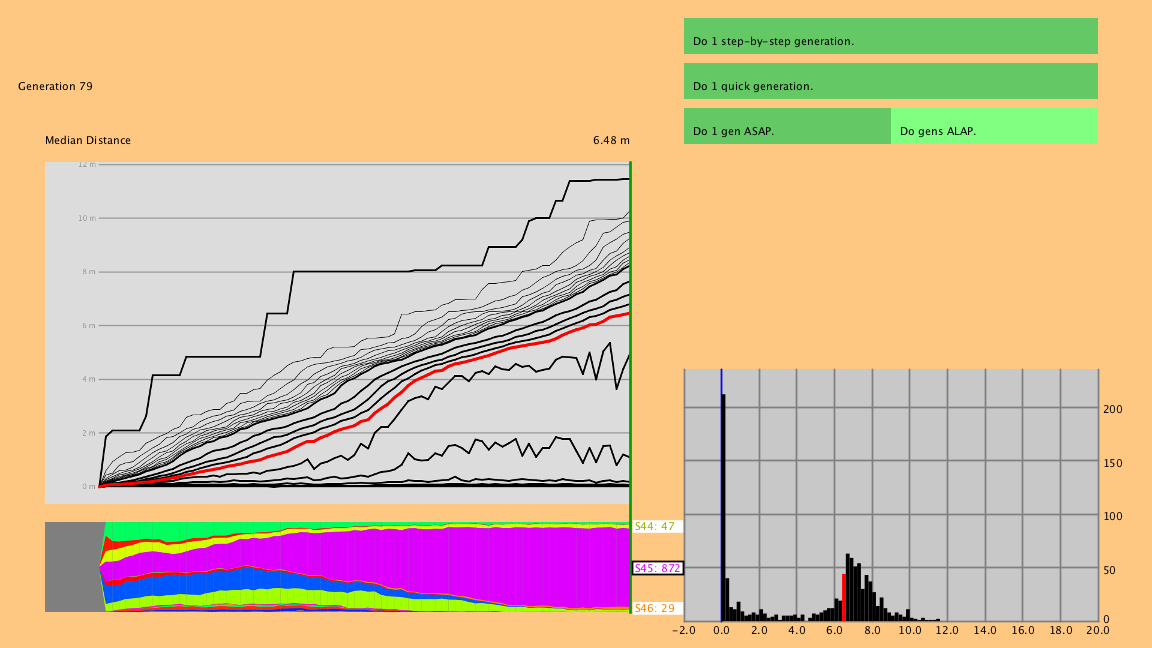 Do 1 step-by-step generation.
Generation 79
Do 1 quick generation.
Do 1 gen ASAP.
Do gens ALAP.
Median Distance
6.48 m
12 m
10 m
8 m
6 m
4 m
2 m
0 m
S44: 47
S45: 872
S46: 29
200
150
100
50
0
-2.0 0.0 2.0 4.0 6.0 8.0 10.0 12.0 14.0 16.0 18.0 20.0